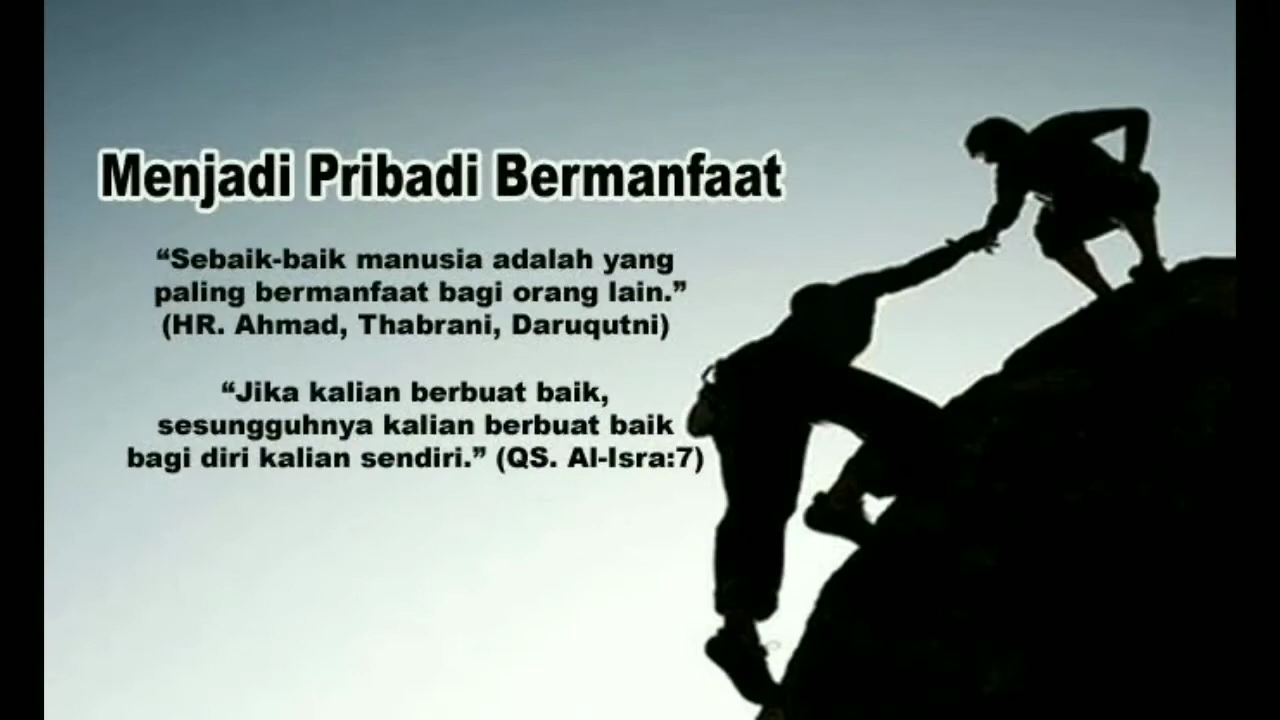 Menjadi Pribadi Bermanfaat
“Sebaik-baik manusia adalah yang
paling bermanfaat bagi orang lain.”
(HR. Ahmad, Thabrani, Daruqutni)
“Jika kalian berbuat baik,
sesungguhnya kalian berbuat baik
bagi diri kalian sendiri.” (QS. Al-Isra:7)